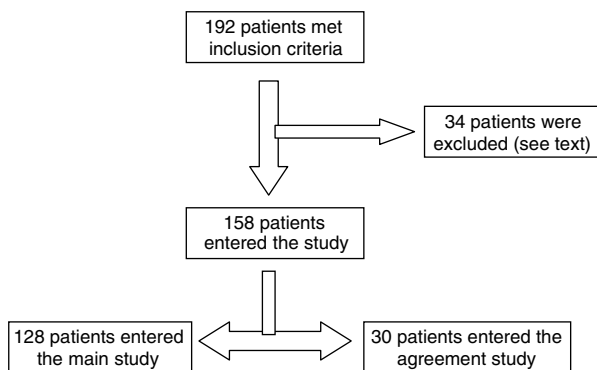 192 patients met
inclusion criteria
34 patients were
excluded (see text)
158 patients
entered the study
128 patients entered
the main study
30 patients entered the
agreement study